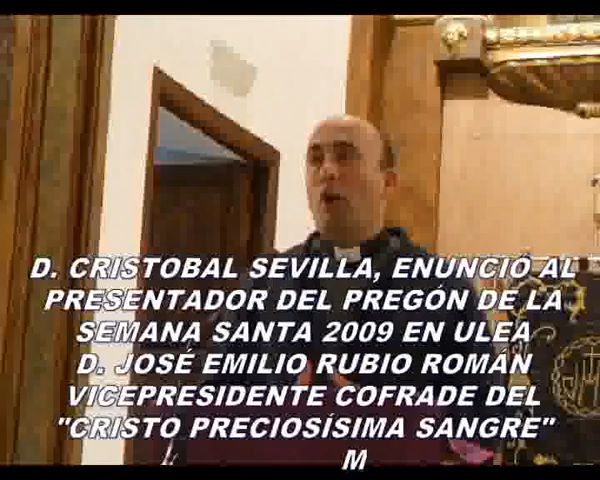 D. CRISTOBAL SEVILLA, ENUNCIÓ AL
PRESENTADOR DEL PREGÓN DE LA
SEMANA SANTA 2009 EN ULEA
D. JOSÉ EMILIO RUBIO ROMÁN
VICEPRESIDENTE COFRADE DEL
"CRISTO PRECIOSÍSIMA SANGRE"
M